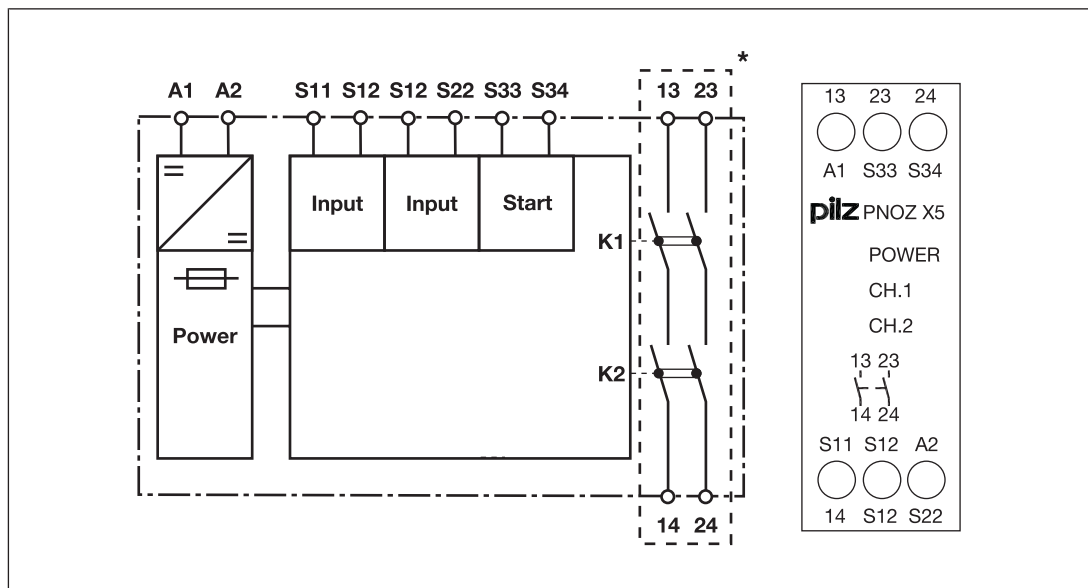 *
A1 A2 S11 S12 S12 S22 S33 S34 13 23
Input Input Start
K1
Power
K2
14 24
13 23 24
A1 S33 S34
pilz PNOZ X5
POWER
CH.1
CH.2
13 23
14 24
S11 S12 A2
14 S12 S22